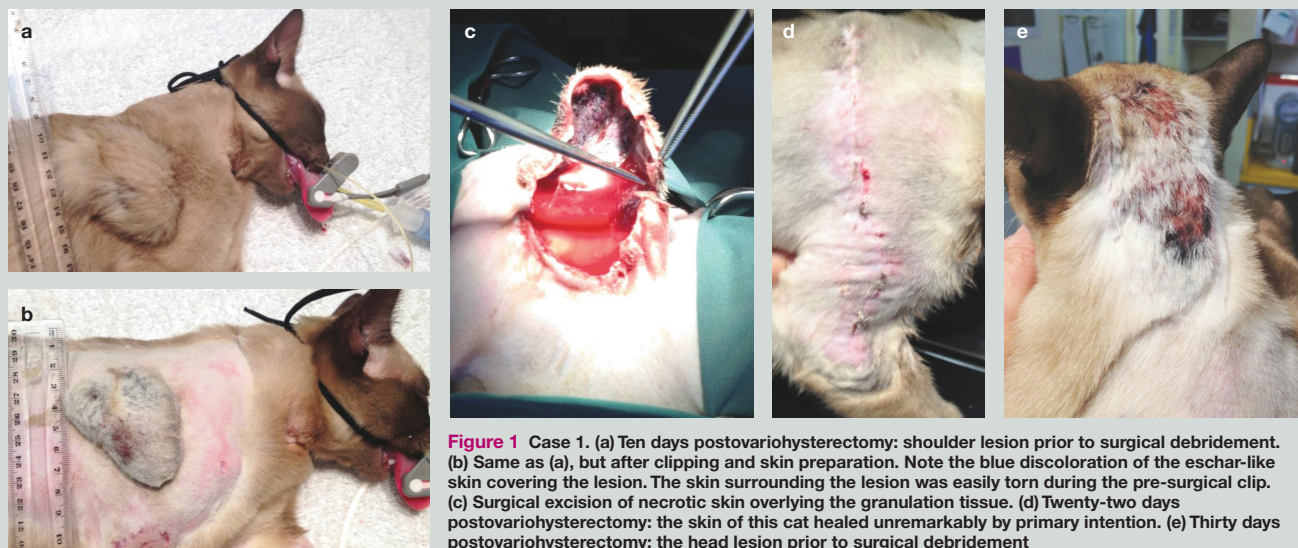 a
b
c
d
e
Figure 1 Case 1. (a) Ten days postovariohysterectomy: shoulder lesion prior to surgical debridement.
(b) Same as (a), but after clipping and skin preparation. Note the blue discoloration of the eschar-like
skin covering the lesion. The skin surrounding the lesion was easily torn during the pre-surgical clip.
(c) Surgical excision of necrotic skin overlying the granulation tissue. (d) Twenty-two days
postovariohysterectomy: the skin of this cat healed unremarkably by primary intention. (e) Thirty days
postovariohysterectomy: the head lesion prior to surgical debridement